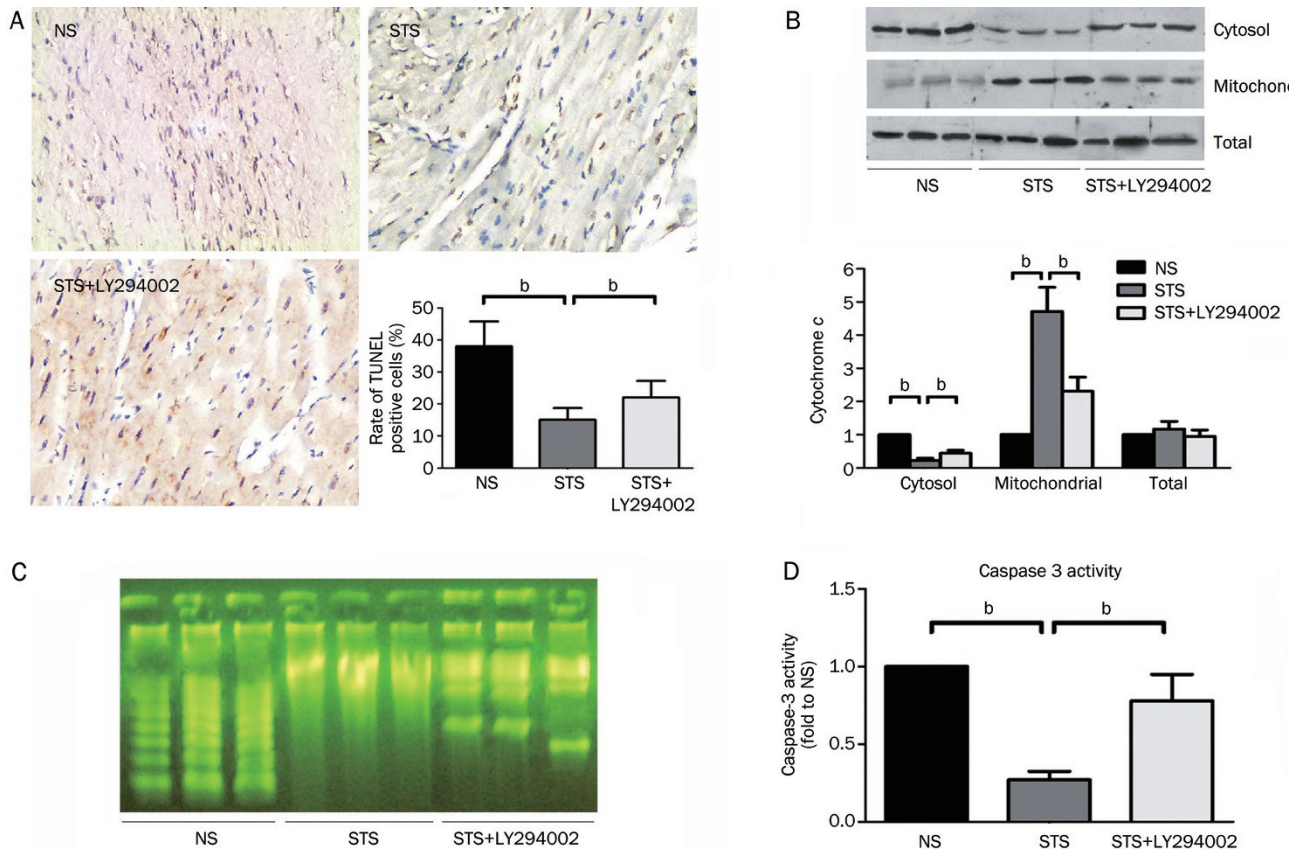 A
NS
STS
STS+LY294002
Rate of TUNEL
positive cells (%)
50
40
30
20
10
0
b
b
NS
STS
STS+
LY294002
B
Cytosol
Mitochond
Total
NS
STS
STS+LY294002
Cytochrome c
6
5
4
3
2
1
0
b
b
b
b
NS
STS
STS+LY294002
Cytosol
Mitochondrial
Total
C
NS
STS
STS+LY294002
D
Caspase 3 activity
Caspase-3 activity
(fold to NS)
1.5
1.0
0.5
0.0
b
b
NS
STS
STS+LY294002